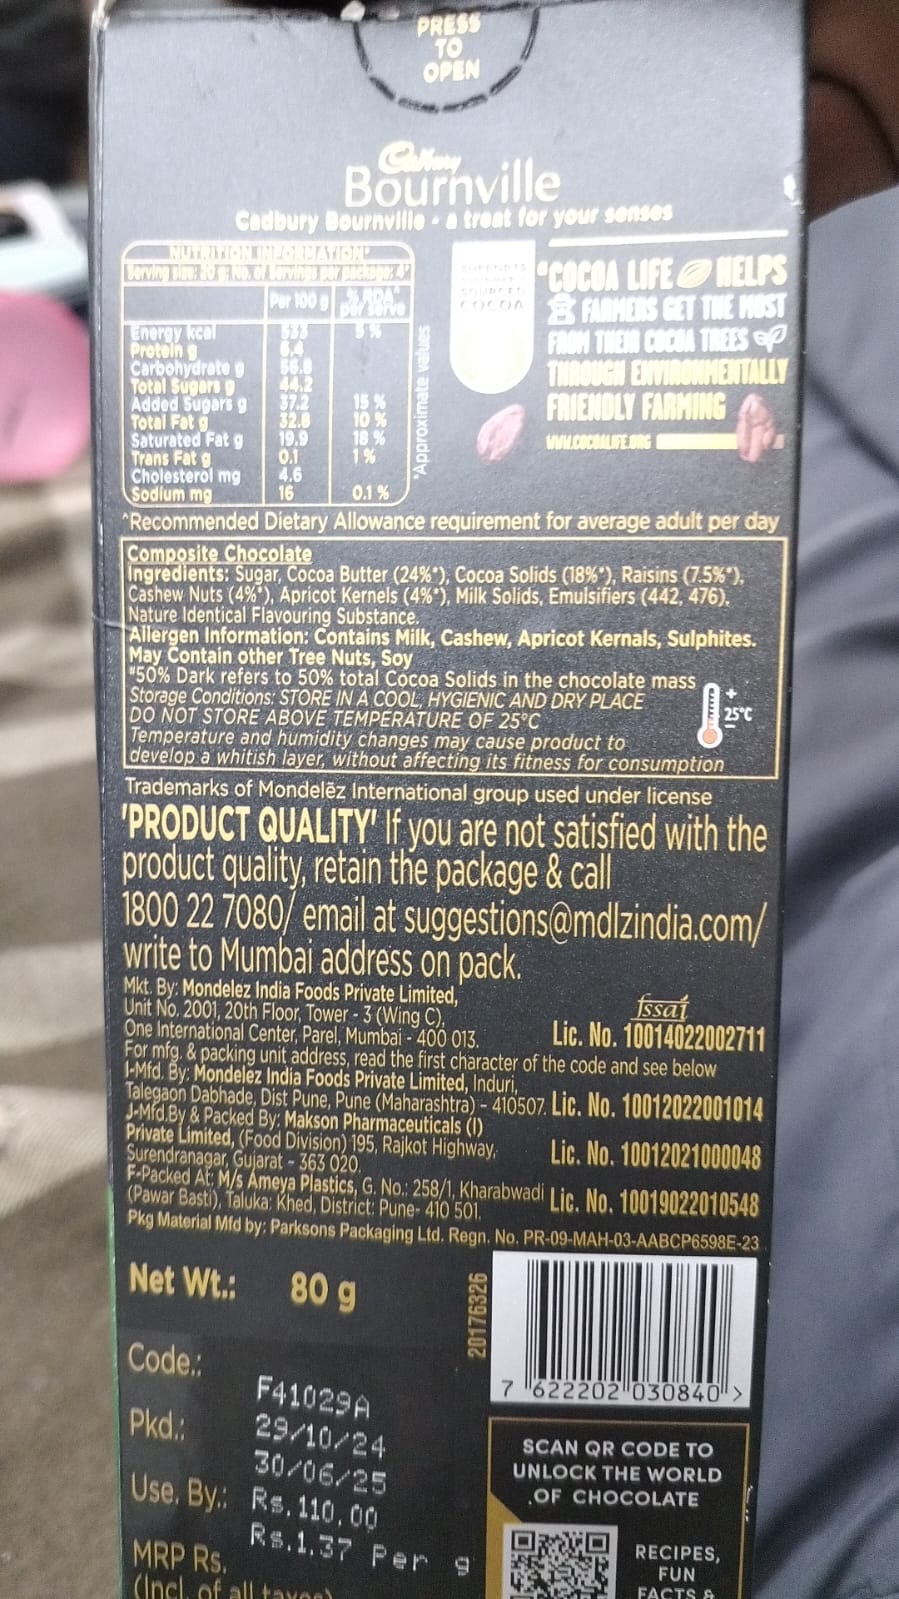 PRESS
TO
OPEN
Cadbury
Bournville
Cadbury Bournville - a treat for your senses
NUTRITION INFORMATION*
Serving size: 20 g, No. of Servings per package: 4*
Per 100 g %RDA^ per serve
Energy kcal 533 5 %
Protein g 6.4
Carbohydrate g 56.8
Total Sugars g 44.2
Added Sugars g 37.2 15 %
Total Fat g 32.8 10 %
Saturated Fat g 19.9 18 %
Trans Fat g 0.1 1 %
Cholesterol mg 4.6
Sodium mg 16 0.1 %
*Approximate values
SOURCED
COCOA
"COCOA LIFE HELPS
FARMERS GET THE MOST
FROM THEIR COCOA TREES
THROUGH ENVIRONMENTALLY
FRIENDLY FARMING
WWW.COCOALIFE.ORG
^Recommended Dietary Allowance requirement for average adult per day
Composite Chocolate
Ingredients: Sugar, Cocoa Butter (24%*), Cocoa Solids (18%*), Raisins (7.5%*),
Cashew Nuts (4%*), Apricot Kernels (4%*), Milk Solids, Emulsifiers (442, 476),
Nature Identical Flavouring Substance.
Allergen Information: Contains Milk, Cashew, Apricot Kernals, Sulphites.
May Contain other Tree Nuts, Soy
"50% Dark refers to 50% total Cocoa Solids in the chocolate mass
Storage Conditions: STORE IN A COOL, HYGIENIC AND DRY PLACE
DO NOT STORE ABOVE TEMPERATURE OF 25°C
+
25°C
Temperature and humidity changes may cause product to
develop a whitish layer, without affecting its fitness for consumption
Trademarks of Mondelēz International group used under license
'PRODUCT QUALITY' If you are not satisfied with the
product quality, retain the package & call
1800 22 7080/ email at suggestions@mdlzindia.com/
write to Mumbai address on pack.
Mkt. By: Mondelez India Foods Private Limited,
Unit No. 2001, 20th Floor, Tower - 3 (Wing C),
One International Center, Parel, Mumbai - 400 013.
fssai
Lic. No. 10014022002711
For mfg. & packing unit address, read the first character of the code and see below
I-Mfd. By: Mondelez India Foods Private Limited, Induri,
Talegaon Dabhade, Dist Pune, Pune (Maharashtra) - 410507. Lic. No. 10012022001014
J-Mfd.By & Packed By: Makson Pharmaceuticals (I)
Private Limited, (Food Division) 195, Rajkot Highway,
Surendranagar, Gujarat - 363 020. Lic. No. 10012021000048
F-Packed At: M/s Ameya Plastics, G. No.: 258/1, Kharabwadi
(Pawar Basti), Taluka: Khed, District: Pune- 410 501. Lic. No. 10019022010548
Pkg Material Mfd by: Parksons Packaging Ltd. Regn. No. PR-09-MAH-03-AABCP6598E-23
Net Wt.: 80 g
20176326
7 622202 030840 >
Code.: F41029A
Pkd.: 29/10/24
Use. By.: 30/06/25
MRP Rs. Rs.110.00
Rs.1.37 Per g
(Incl. of all taxes)
SCAN QR CODE TO
UNLOCK THE WORLD
OF CHOCOLATE
RECIPES,
FUN
FACTS &